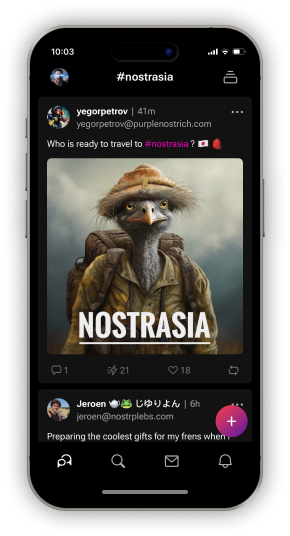 10:03
#nostrasia
yegorpetrov | 41m
yegorpetrov@purplenostrich.com
Who is ready to travel to #nostrasia ? 🇯🇵
NOSTRASIA
1 21 18
Jeroen じゆりよん | 6h
jeroen@nostrplebs.com
Preparing the coolest gifts for my frens when I